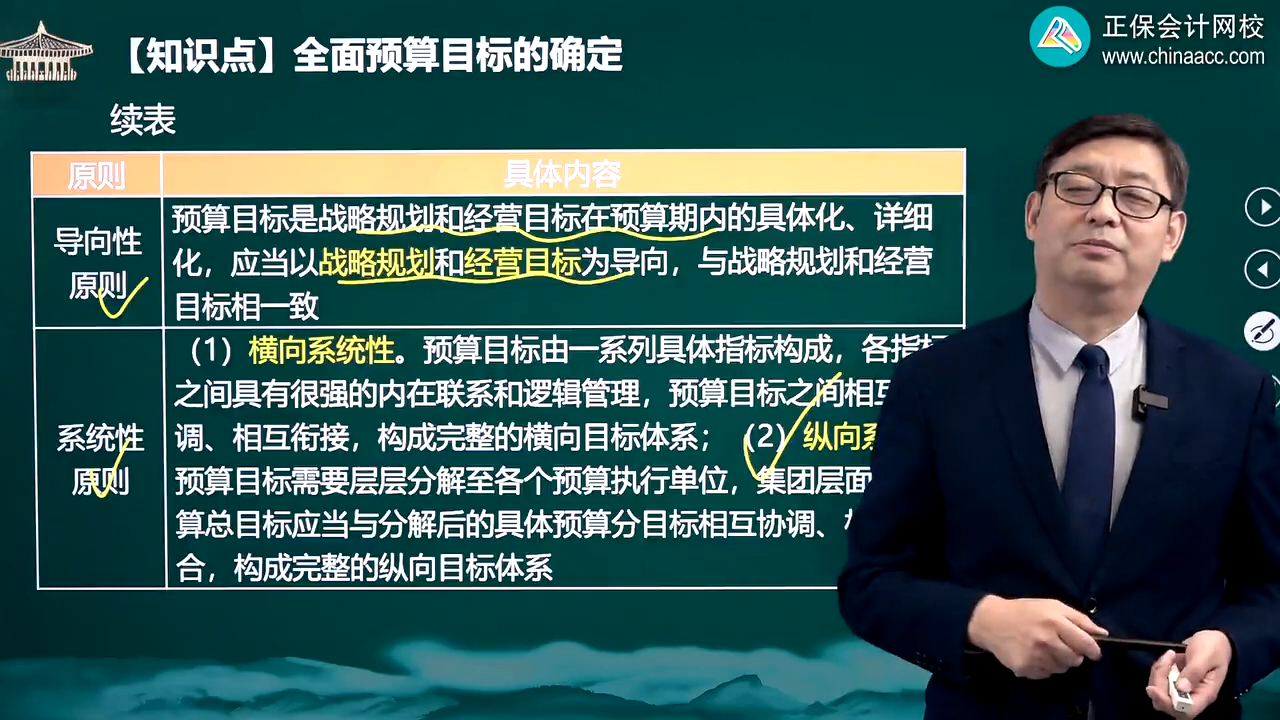 【知识点】全面预算目标的确定
正保会计网校
www.chinaacc.com
续表
原则
具体内容
导向性
原则
预算目标是战略规划和经营目标在预算期内的具体化、详细
化，应当以战略规划和经营目标为导向，与战略规划和经营
目标相一致
系统性
原则
（1）横向系统性。预算目标由一系列具体指标构成，各指标
之间具有很强的内在联系和逻辑管理，预算目标之间相互
调、相互衔接，构成完整的横向目标体系；（2）纵向系
预算目标需要层层分解至各个预算执行单位，集团层面
算总目标应当与分解后的具体预算分目标相互协调、
合，构成完整的纵向目标体系